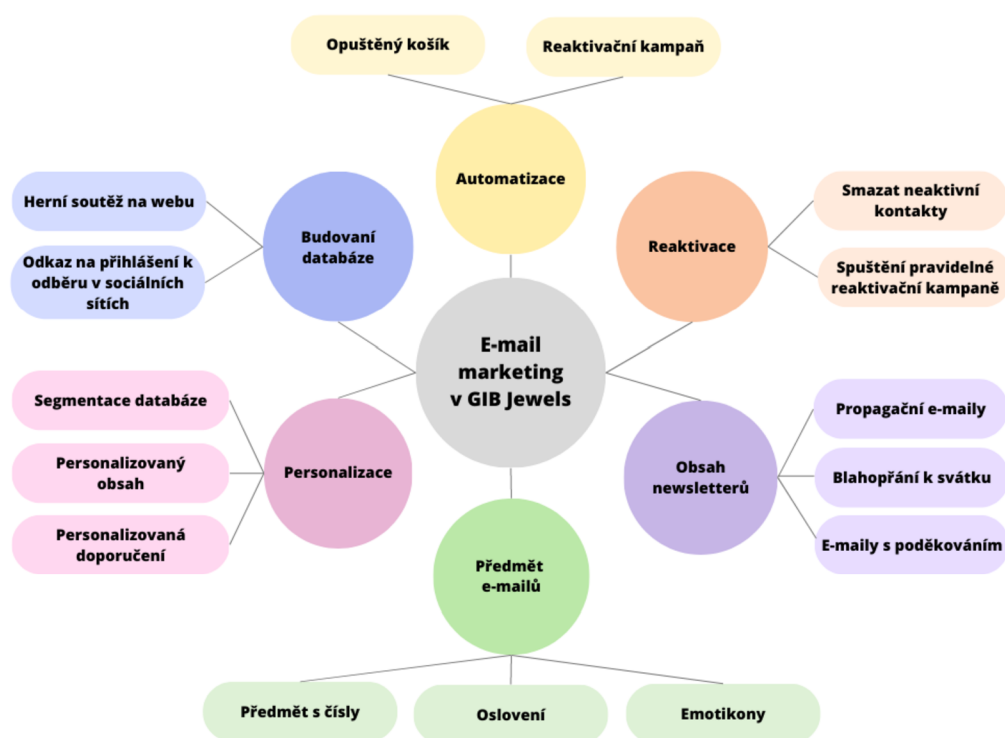 Opuštěný košík
Reaktivační kampaň
Automatizace
Herní soutěž na webu
Odkaz na přihlášení k
odběru v sociálních
sítích
Budovaní
databáze
Reaktivace
Smazat neaktivní
kontakty
Spuštění pravidelné
reaktivační kampaně
E-mail
marketing
v GIB Jewels
Segmentace databáze
Personalizovaný
obsah
Personalizovaná
doporučení
Personalizace
Obsah
newsletterů
Propagační e-maily
Blahopřání k svátku
E-maily s poděkováním
Předmět
e-mailů
Předmět s čísly
Oslovení
Emotikony